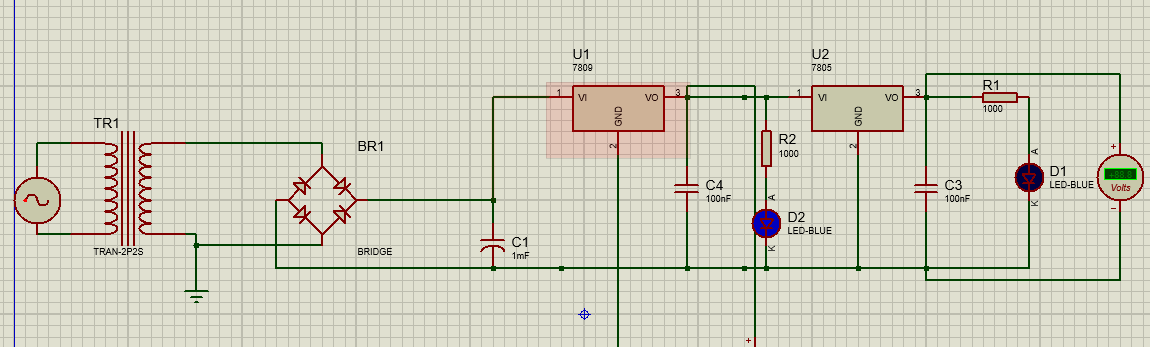 TR1
TRAN-2P2S
BR1
BRIDGE
C1
1mF
U1
7809
1
VI
VO
3
GND
2
C4
100nF
R2
1000
A
D2
LED-BLUE
K
U2
7805
1
VI
VO
3
GND
2
C3
100nF
R1
1000
A
D1
LED-BLUE
K
+
Volts
−
+